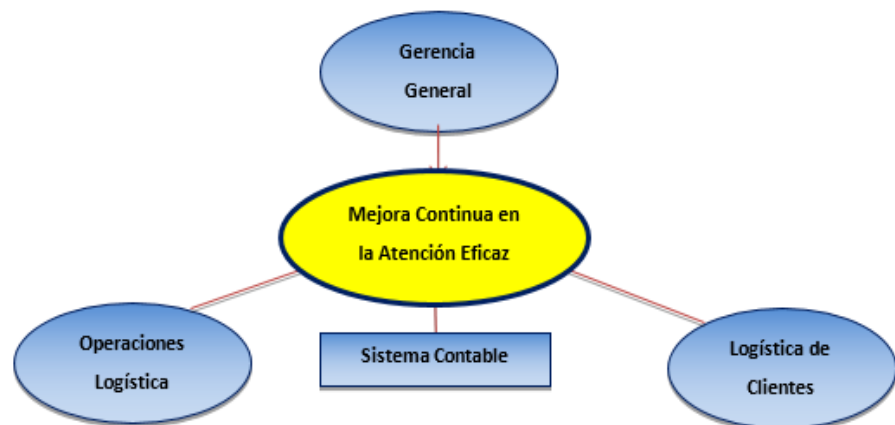 Gerencia
General
Mejora Continua en
la Atención Eficaz
Operaciones
Logística
Sistema Contable
Logística de
Clientes